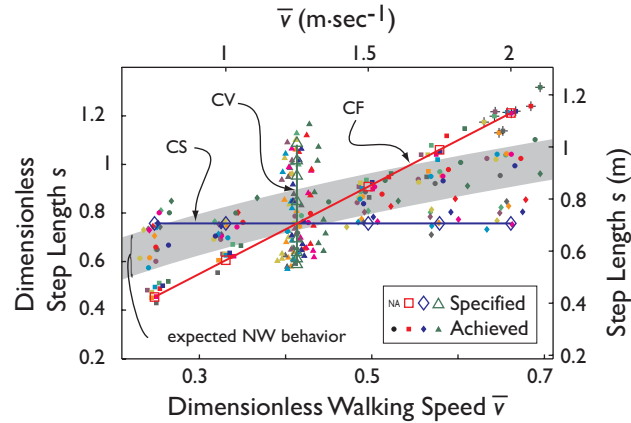 v̅ (m·sec⁻¹)
1 1.5 2
CV
CF
CS
1.2
1
0.8
0.6
0.4
0.2
Dimensionless
Step Length s
1
0.8
0.6
0.4
0.2
Step Length s (m)
NA Specified
Achieved
expected NW behavior
0.3 0.5 0.7
Dimensionless Walking Speed v̅